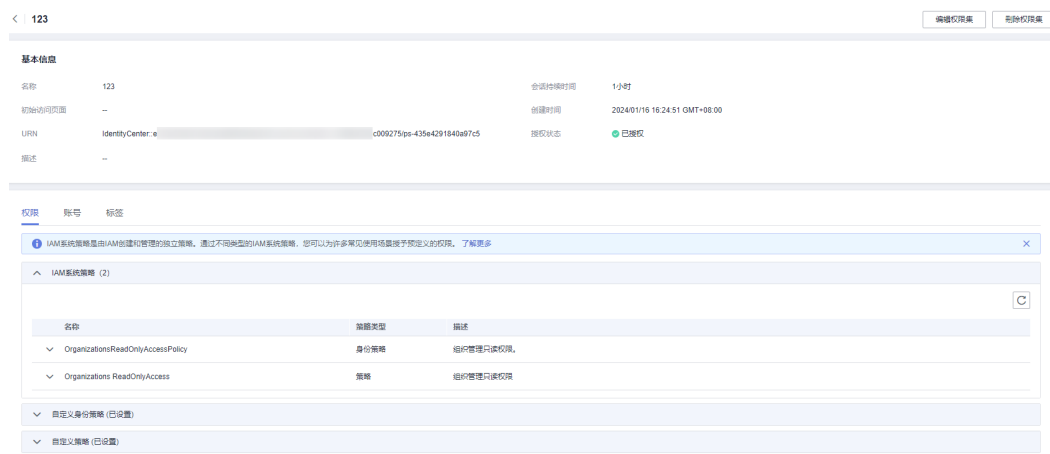 123
编辑权限集 删除权限集
基本信息
名称 123 会话持续时间 1小时
初始访问页面 -- 创建时间 2024/01/16 16:24:51 GMT+08:00
URN IdentityCenter::e c009275/ps-435e4291840a97c5 授权状态 已授权
描述 --
权限 账号 标签
IAM系统策略是由IAM创建和管理的独立策略。通过不同类型的IAM系统策略，您可以为许多常见使用场景授予预定义的权限。 了解更多
IAM系统策略（2）
名称 策略类型 描述
OrganizationsReadOnlyAccessPolicy 身份策略 组织管理只读权限。
Organizations ReadOnlyAccess 策略 组织管理只读权限
自定义身份策略 (已设置)
自定义策略 (已设置)